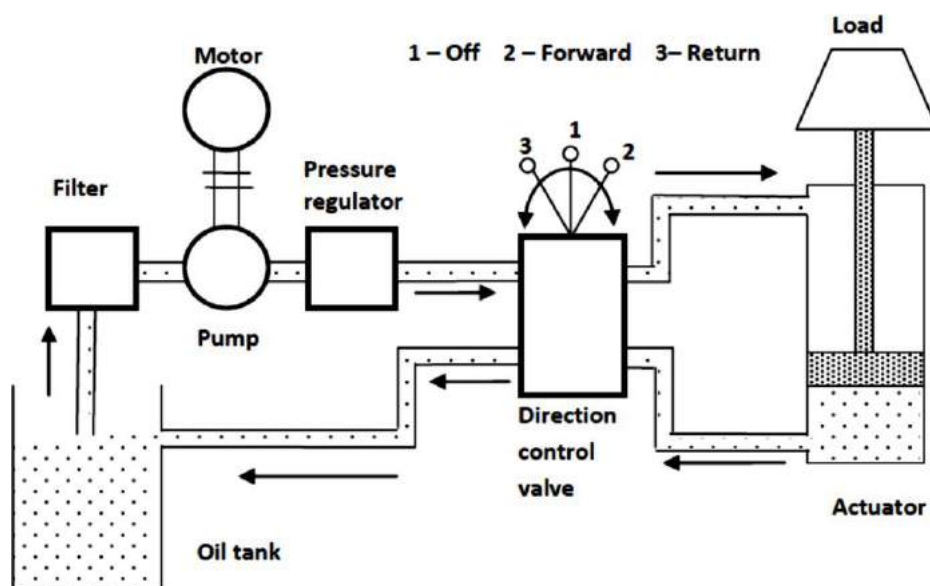 Load
Motor
1 – Off 2 – Forward 3– Return
1
3
2
Pressure
regulator
Filter
Pump
Direction
control
valve
Actuator
Oil tank